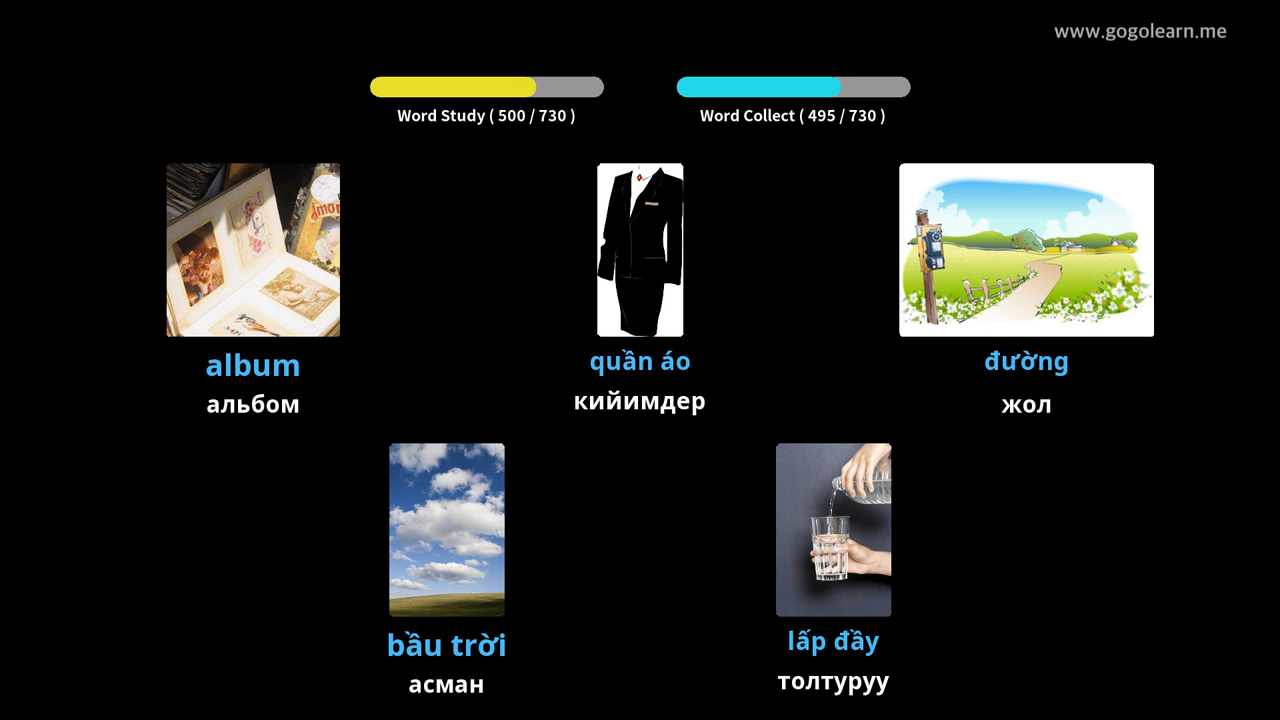 www.gogolearn.me
Word Study ( 500 / 730 )
Word Collect ( 495 / 730 )
album
альбом
quần áo
кийимдер
đường
жол
bầu trời
асман
lấp đầy
толтуруу